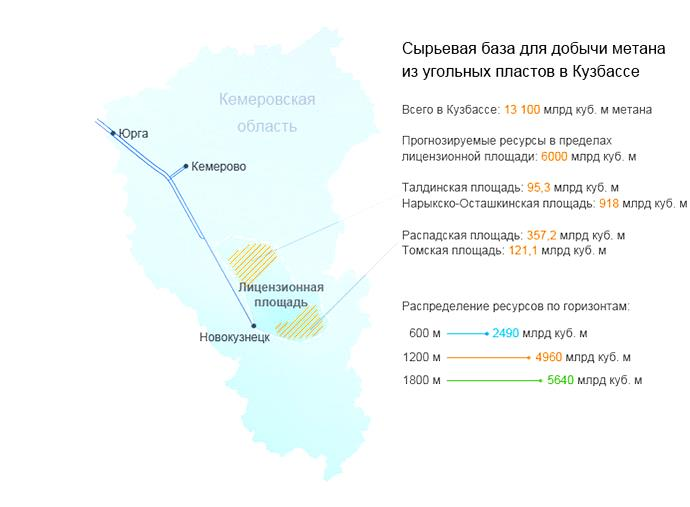 Сырьевая база для добычи метана
из угольных пластов в Кузбассе
Кемеровская
область
Всего в Кузбассе: 13 100 млрд куб. м метана
Юрга
Прогнозируемые ресурсы в пределах
лицензионной площади: 6000 млрд куб. м
Кемерово
Талдинская площадь: 95,3 млрд куб. м
Нарыкско-Осташкинская площадь: 918 млрд куб. м
Распадская площадь: 357,2 млрд куб. м
Томская площадь: 121,1 млрд куб. м
Лицензионная
площадь
Новокузнецк
Распределение ресурсов по горизонтам:
600 м 2490 млрд куб. м
1200 м 4960 млрд куб. м
1800 м 5640 млрд куб. м